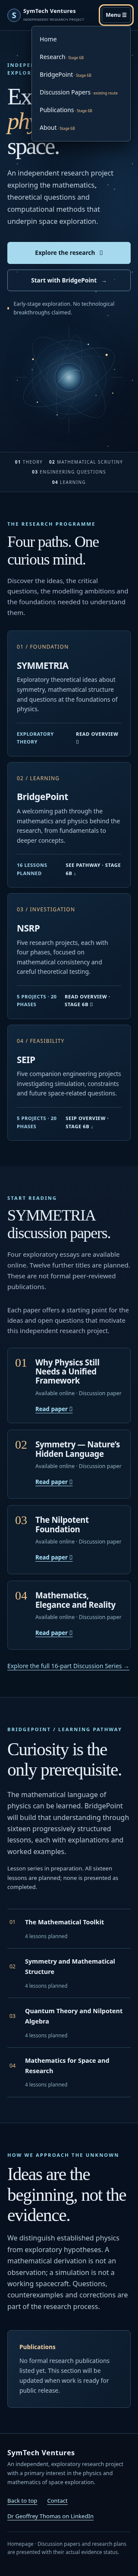 S
SymTech Ventures
INDEPENDENT RESEARCH PROJECT
Menu ☰
Home
Research Stage 6B
BridgePoint Stage 6B
Discussion Papers existing route
Publications Stage 6B
About Stage 6B
space.
An independent research project
exploring the mathematics,
theoretical questions and
computational methods that
underpin space exploration.
Explore the research
Start with BridgePoint →
Early-stage exploration. No technological
breakthroughs claimed.
01 THEORY 02 MATHEMATICAL SCRUTINY
03 ENGINEERING QUESTIONS
04 LEARNING
THE RESEARCH PROGRAMME
Four paths. One
curious mind.
Discover the ideas, the critical
questions, the modelling ambitions and
the foundations needed to understand
them.
01 / FOUNDATION
SYMMETRIA
Exploratory theoretical ideas about
symmetry, mathematical structure
and questions at the foundations of
physics.
EXPLORATORY
THEORY
READ OVERVIEW
02 / LEARNING
BridgePoint
A welcoming path through the
mathematics and physics behind the
research, from fundamentals to
deeper concepts.
16 LESSONS
PLANNED
SEE PATHWAY · STAGE
6B ↓
03 / INVESTIGATION
NSRP
Five research projects, each with
four phases, focused on
mathematical consistency and
careful theoretical testing.
5 PROJECTS · 20
PHASES
READ OVERVIEW ·
STAGE 6B
04 / FEASIBILITY
SEIP
Five companion engineering projects
investigating simulation, constraints
and future space-related questions.
5 PROJECTS · 20
PHASES
SEIP OVERVIEW ·
STAGE 6B ↓
START READING
SYMMETRIA
discussion papers.
Four exploratory essays are available
online. Twelve further titles are planned.
These are not formal peer-reviewed
publications.
Each paper offers a starting point for the
ideas and open questions that motivate
this independent research project.
01
Why Physics Still
Needs a Unified
Framework
Available online · Discussion paper
Read paper
02
Symmetry — Nature's
Hidden Language
Available online · Discussion paper
Read paper
03
The Nilpotent
Foundation
Available online · Discussion paper
Read paper
04
Mathematics,
Elegance and Reality
Available online · Discussion paper
Read paper
Explore the full 16-part Discussion Series →
BRIDGEPOINT / LEARNING PATHWAY
Curiosity is the
only prerequisite.
The mathematical language of
physics can be learned. BridgePoint
will build that understanding through
sixteen progressively structured
lessons, each with explanations and
worked examples.
Lesson series in preparation. All sixteen
lessons are planned; none is presented as
completed.
01
The Mathematical Toolkit
4 lessons planned
02
Symmetry and Mathematical
Structure
4 lessons planned
03
Quantum Theory and Nilpotent
Algebra
4 lessons planned
04
Mathematics for Space and
Research
4 lessons planned
HOW WE APPROACH THE UNKNOWN
Ideas are the
beginning, not the
evidence.
We distinguish established physics
from unproven hypotheses and
exploratory models. A simulation is
not a discovery; a concept is not a
working spacecraft. Questions,
counterexamples and corrections are
part of the research process.
Publications
No formal research publications
listed yet. This section will be
updated when work is ready for
public release.
SymTech Ventures
An independent, exploratory research project
with a primary interest in the physics and
mathematics of space exploration.
Back to top Contact
Dr Geoffrey Thomas on LinkedIn
Homepage · Discussion papers and research plans
are presented with their actual evidence status.